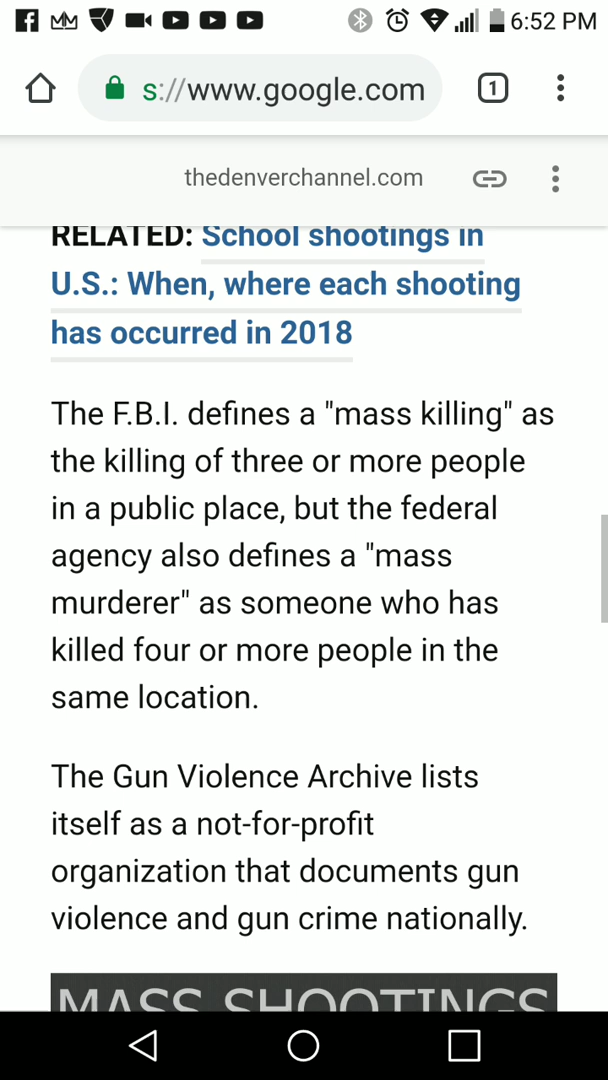 6:52 PM
s://www.google.com
1
thedenverchannel.com
RELATED: School shootings in
U.S.: When, where each shooting
has occurred in 2018
The F.B.I. defines a "mass killing" as
the killing of three or more people
in a public place, but the federal
agency also defines a "mass
murderer" as someone who has
killed four or more people in the
same location.
The Gun Violence Archive lists
itself as a not-for-profit
organization that documents gun
violence and gun crime nationally.
MASS SHOOTINGS